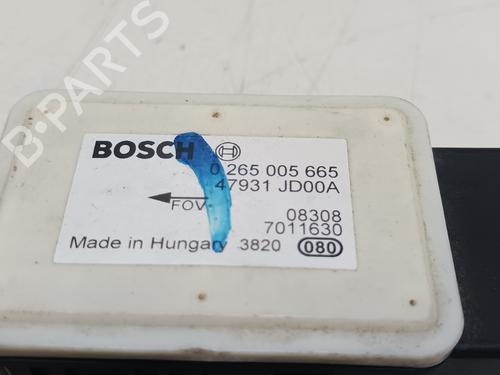 BOSCH
0 265 005 665
47931 JD00A
FOV
08308
7011630
Made in Hungary 3820 080
B-PARTS